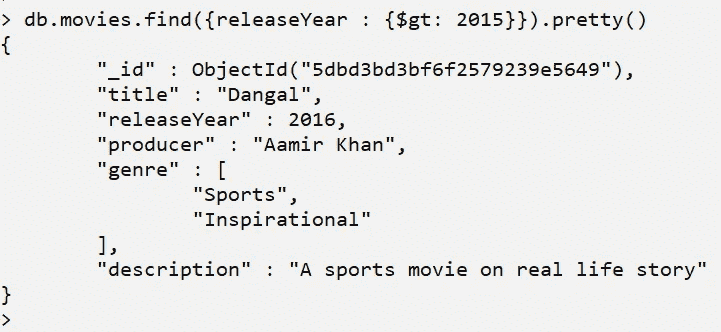 > db.movies.find({releaseYear : {$gt: 2015}}).pretty()
{
        "_id" : ObjectId("5dbd3bd3bf6f2579239e5649"),
        "title" : "Dangal",
        "releaseYear" : 2016,
        "producer" : "Aamir Khan",
        "genre" : [
                "Sports",
                "Inspirational"
        ],
        "description" : "A sports movie on real life story"
}
>